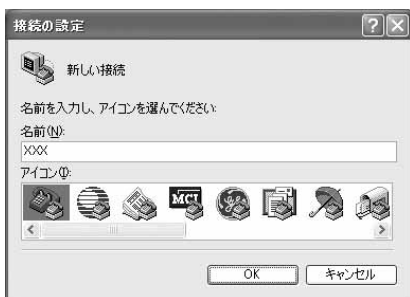 接続の設定
新しい接続
名前を入力し、アイコンを選んでください:
名前(N):
XXX
アイコン(I):
MCI
OK キャンセル